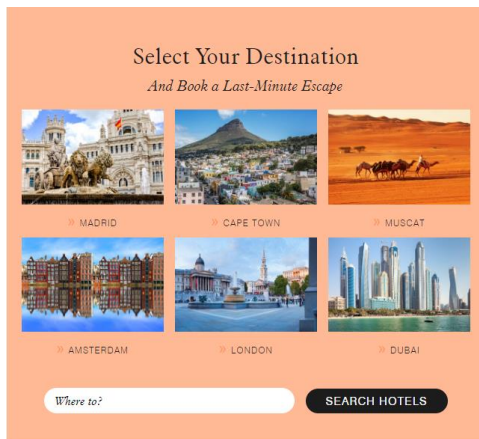 Select Your Destination
And Book a Last-Minute Escape
» MADRID
» CAPE TOWN
» MUSCAT
» AMSTERDAM
» LONDON
» DUBAI
Where to?
SEARCH HOTELS